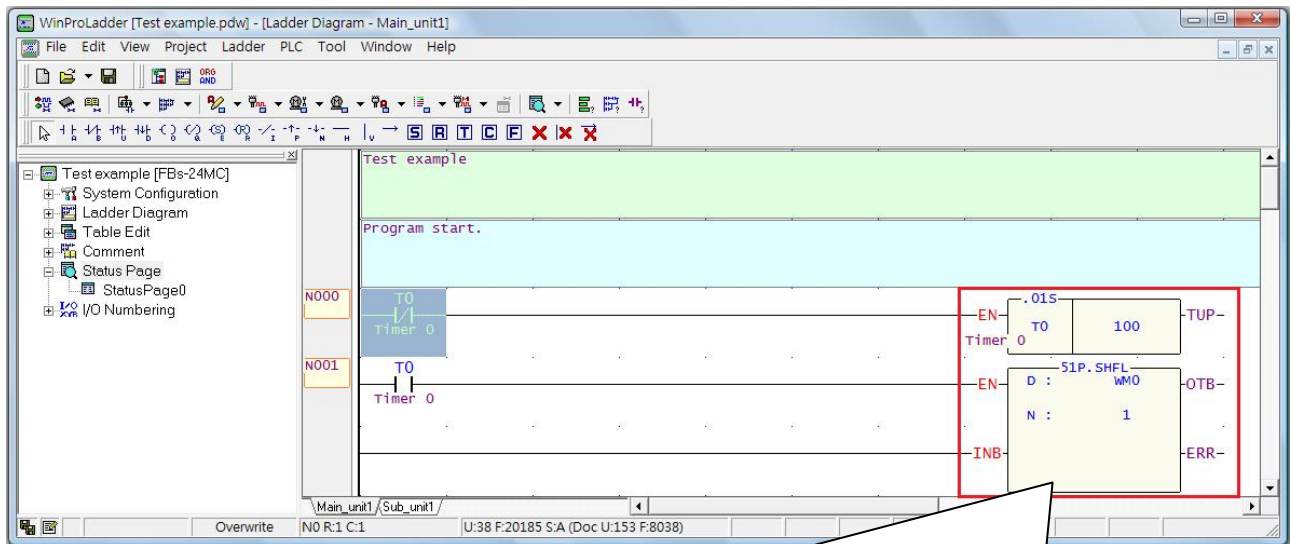 WinProLadder [Test example.pdw] - [Ladder Diagram - Main_unit1]
File Edit View Project Ladder PLC Tool Window Help
ORG
AND
A B U D O Q E R I P N H V S R T C F
Test example [FBs-24MC]
System Configuration
Ladder Diagram
Table Edit
Comment
Status Page
StatusPage0
I/O Numbering
Test example
Program start.
N000
T0
Timer 0
EN
.01S
T0
100
TUP
Timer 0
N001
T0
Timer 0
EN
51P.SHFL
D : WM0
OTB
N : 1
INB
ERR
Main_unit1 Sub_unit1
Overwrite N0 R:1 C:1 U:38 F:20185 S:A (Doc U:153 F:8038)